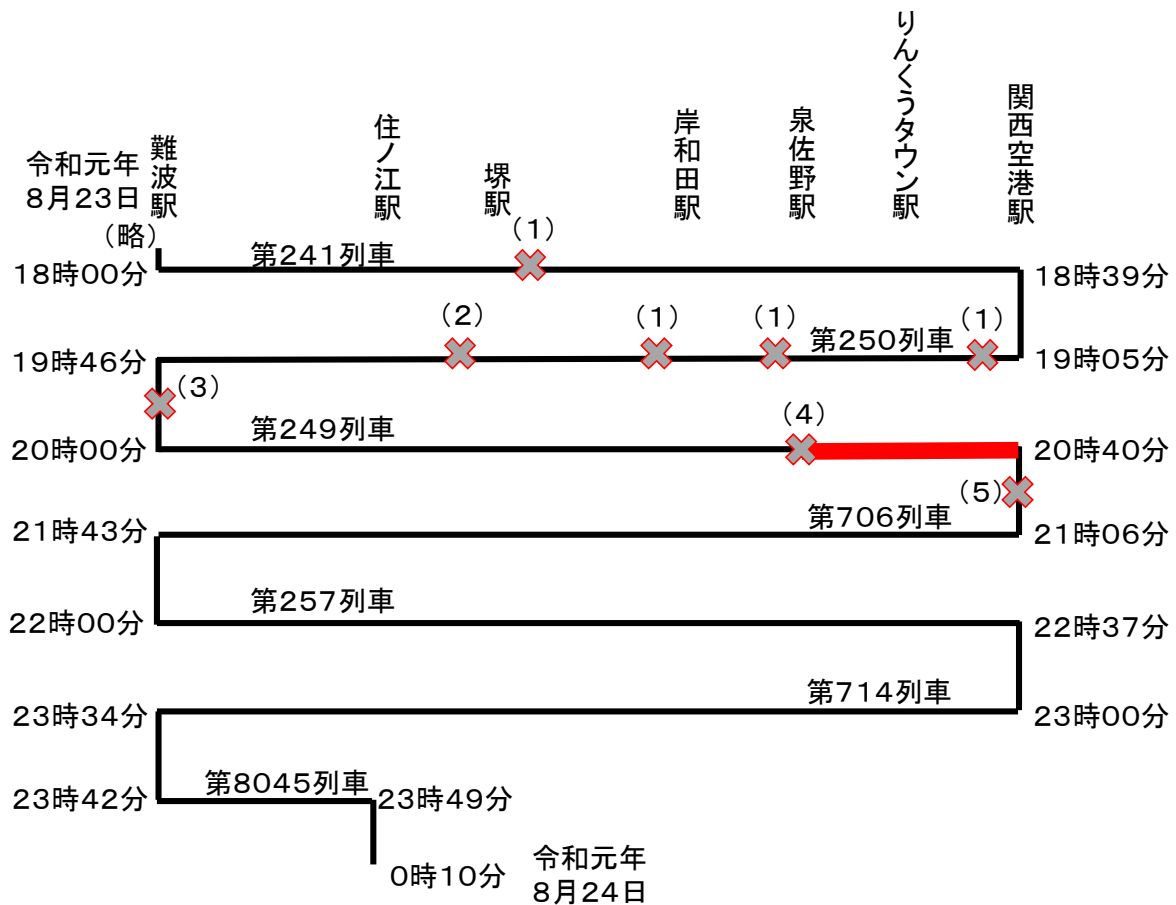 難波駅
住ノ江駅
堺駅
岸和田駅
泉佐野駅
りんくうタウン駅
関西空港駅
令和元年
8月23日
（略）
18時00分
第241列車
（1）
18時39分
19時46分
（2）
（1）
（1）
第250列車
（1）
19時05分
（3）
20時00分
第249列車
（4）
20時40分
（5）
21時43分
第706列車
21時06分
22時00分
第257列車
22時37分
23時34分
第714列車
23時00分
23時42分
第8045列車
23時49分
0時10分
令和元年
8月24日